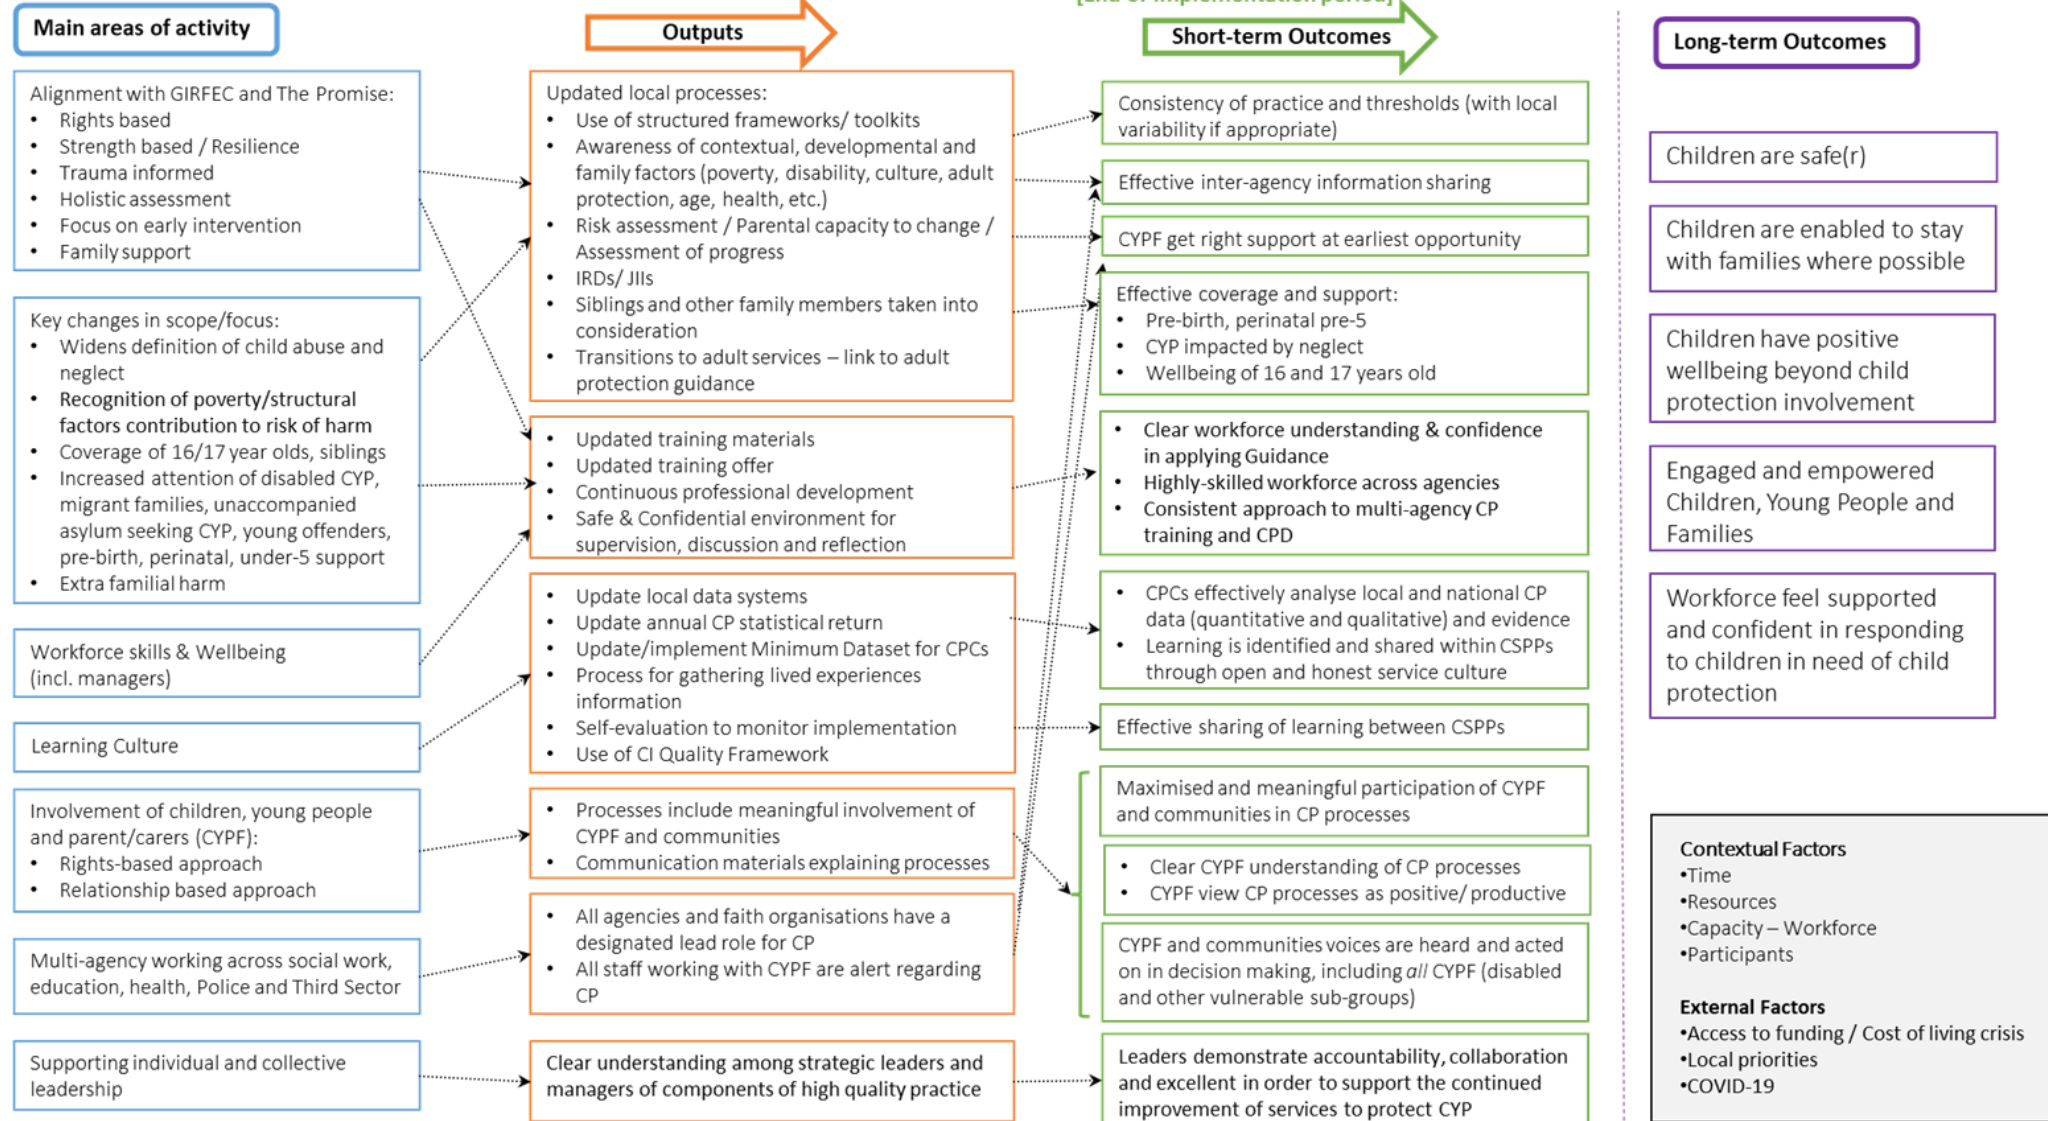 [End of implementation period]
Main areas of activity
Alignment with GIRFEC and The Promise:
• Rights based
• Strength based / Resilience
• Trauma informed
• Holistic assessment
• Focus on early intervention
• Family support
Key changes in scope/focus:
• Widens definition of child abuse and
neglect
• Recognition of poverty/structural
factors contribution to risk of harm
• Coverage of 16/17 year olds, siblings
• Increased attention of disabled CYP,
migrant families, unaccompanied
asylum seeking CYP, young offenders,
pre-birth, perinatal, under-5 support
• Extra familial harm
Workforce skills & Wellbeing
(incl. managers)
Learning Culture
Involvement of children, young people
and parent/carers (CYPF):
• Rights-based approach
• Relationship based approach
Multi-agency working across social work,
education, health, Police and Third Sector
Supporting individual and collective
leadership
Outputs
Updated local processes:
• Use of structured frameworks/ toolkits
• Awareness of contextual, developmental and
family factors (poverty, disability, culture, adult
protection, age, health, etc.)
• Risk assessment / Parental capacity to change /
Assessment of progress
• IRDs/ JIIs
• Siblings and other family members taken into
consideration
• Transitions to adult services – link to adult
protection guidance
• Updated training materials
• Updated training offer
• Continuous professional development
• Safe & Confidential environment for
supervision, discussion and reflection
• Update local data systems
• Update annual CP statistical return
• Update/implement Minimum Dataset for CPCs
• Process for gathering lived experiences
information
• Self-evaluation to monitor implementation
• Use of CI Quality Framework
• Processes include meaningful involvement of
CYPF and communities
• Communication materials explaining processes
• All agencies and faith organisations have a
designated lead role for CP
• All staff working with CYPF are alert regarding
CP
Clear understanding among strategic leaders and
managers of components of high quality practice
Short-term Outcomes
Consistency of practice and thresholds (with local
variability if appropriate)
Effective inter-agency information sharing
CYPF get right support at earliest opportunity
Effective coverage and support:
• Pre-birth, perinatal pre-5
• CYP impacted by neglect
• Wellbeing of 16 and 17 years old
• Clear workforce understanding & confidence
in applying Guidance
• Highly-skilled workforce across agencies
• Consistent approach to multi-agency CP
training and CPD
• CPCs effectively analyse local and national CP
data (quantitative and qualitative) and evidence
• Learning is identified and shared within CSPPs
through open and honest service culture
Effective sharing of learning between CSPPs
Maximised and meaningful participation of CYPF
and communities in CP processes
• Clear CYPF understanding of CP processes
• CYPF view CP processes as positive/ productive
CYPF and communities voices are heard and acted
on in decision making, including all CYPF (disabled
and other vulnerable sub-groups)
Leaders demonstrate accountability, collaboration
and excellent in order to support the continued
improvement of services to protect CYP
Long-term Outcomes
Children are safe(r)
Children are enabled to stay
with families where possible
Children have positive
wellbeing beyond child
protection involvement
Engaged and empowered
Children, Young People and
Families
Workforce feel supported
and confident in responding
to children in need of child
protection
Contextual Factors
•Time
•Resources
•Capacity – Workforce
•Participants
External Factors
•Access to funding / Cost of living crisis
•Local priorities
•COVID-19